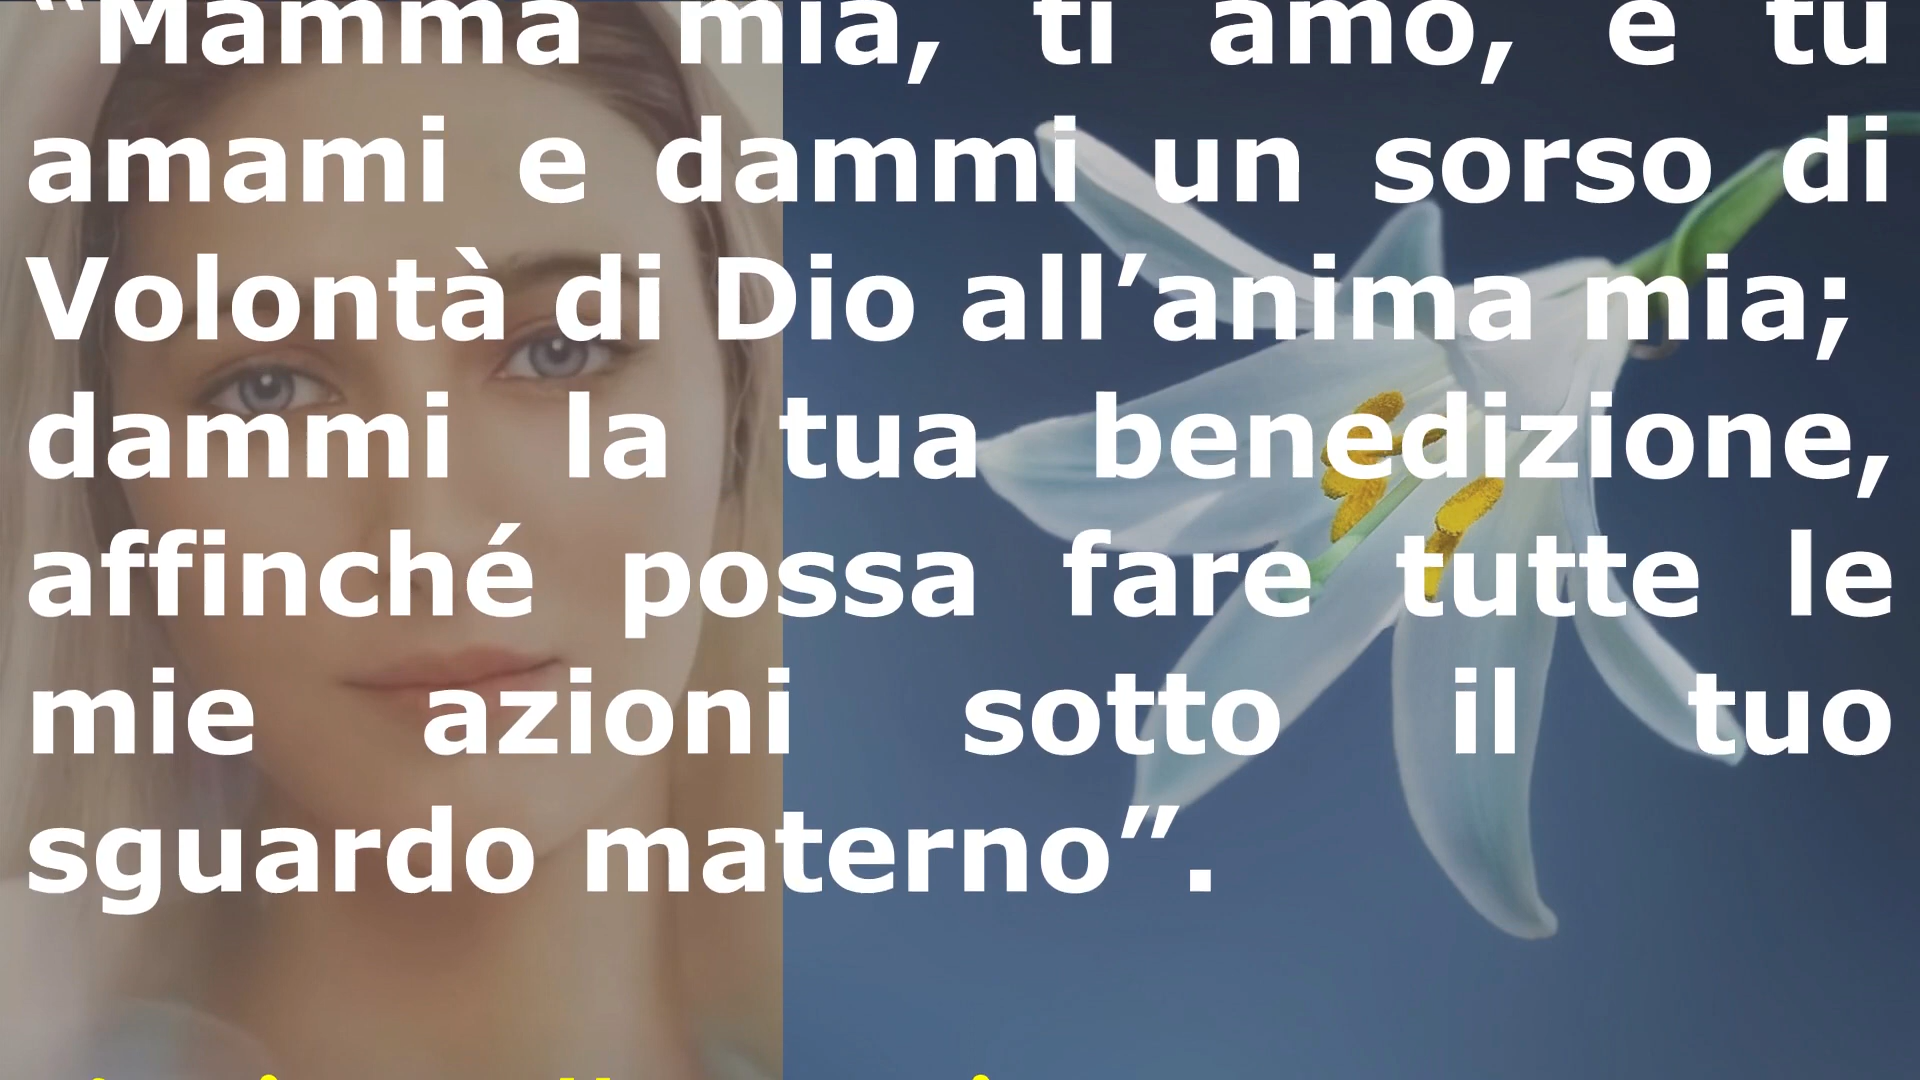 “Mamma mia, ti amo, e tu
amami e dammi un sorso di
Volontà di Dio all’anima mia;
dammi la tua benedizione,
affinché possa fare tutte le
mie azioni sotto il tuo
sguardo materno”.